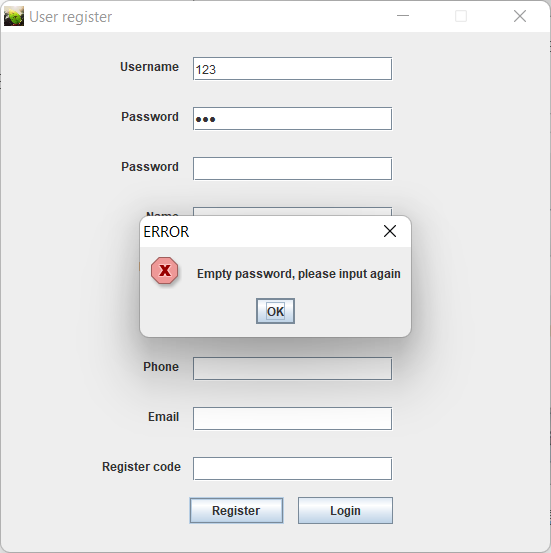 User register
Username 123
Password •••
Password
Name
ERROR
Empty password, please input again
OK
Phone
Email
Register code
Register Login